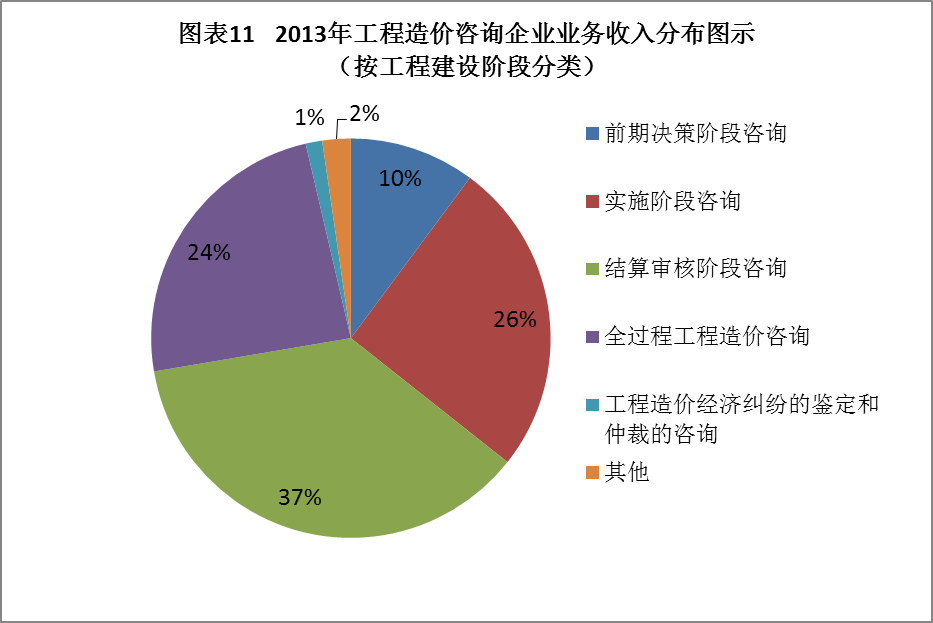 图表11 2013年工程造价咨询企业业务收入分布图示
（按工程建设阶段分类）
1%
2%
10%
24%
26%
37%
前期决策阶段咨询
实施阶段咨询
结算审核阶段咨询
全过程工程造价咨询
工程造价经济纠纷的鉴定和
仲裁的咨询
其他